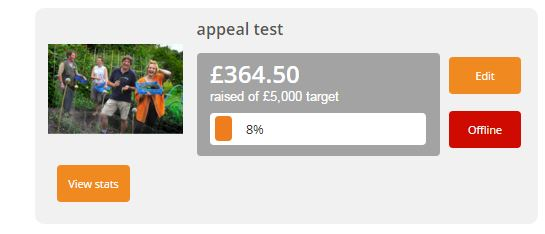 appeal test
£364.50
raised of £5,000 target
8%
Edit
Offline
View stats